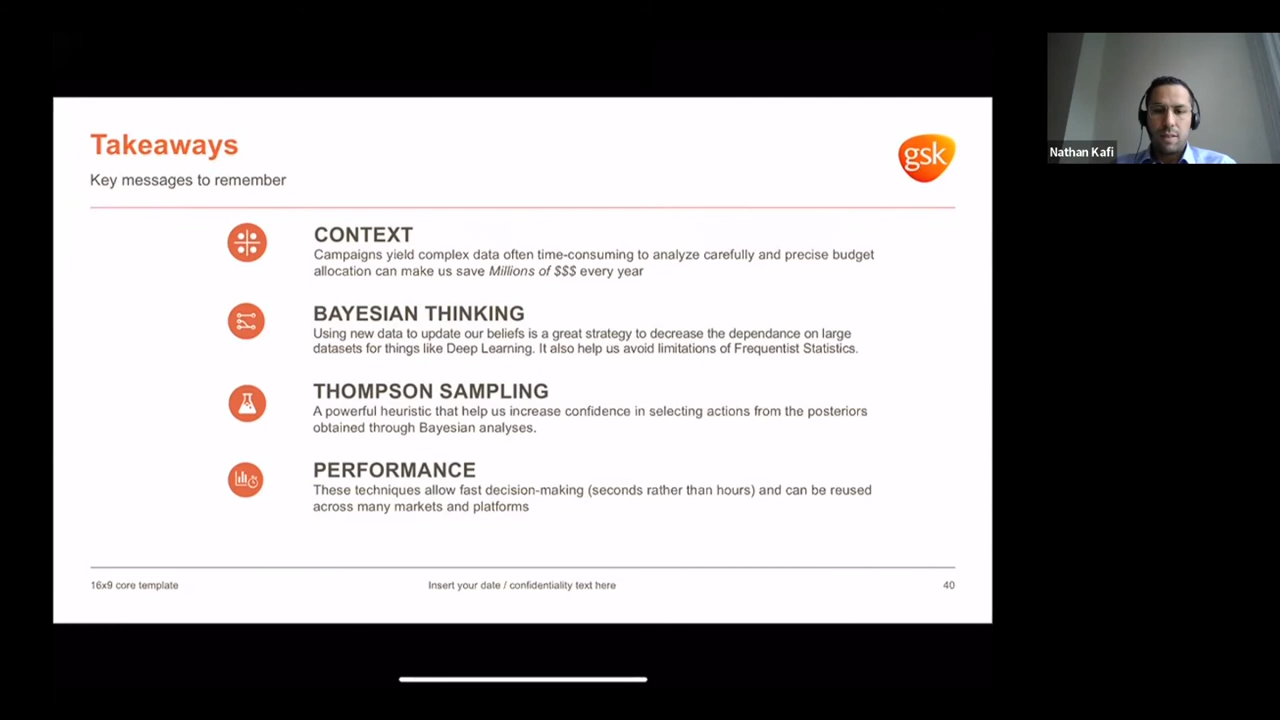 Takeaways
Key messages to remember
gsk
CONTEXT
Campaigns yield complex data often time-consuming to analyze carefully and precise budget
allocation can make us save Millions of $$$ every year
BAYESIAN THINKING
Using new data to update our beliefs is a great strategy to decrease the dependance on large
datasets for things like Deep Learning. It also help us avoid limitations of Frequentist Statistics.
THOMPSON SAMPLING
A powerful heuristic that help us increase confidence in selecting actions from the posteriors
obtained through Bayesian analyses.
PERFORMANCE
These techniques allow fast decision-making (seconds rather than hours) and can be reused
across many markets and platforms
16x9 core template
Insert your date / confidentiality text here
40
Nathan Kafi